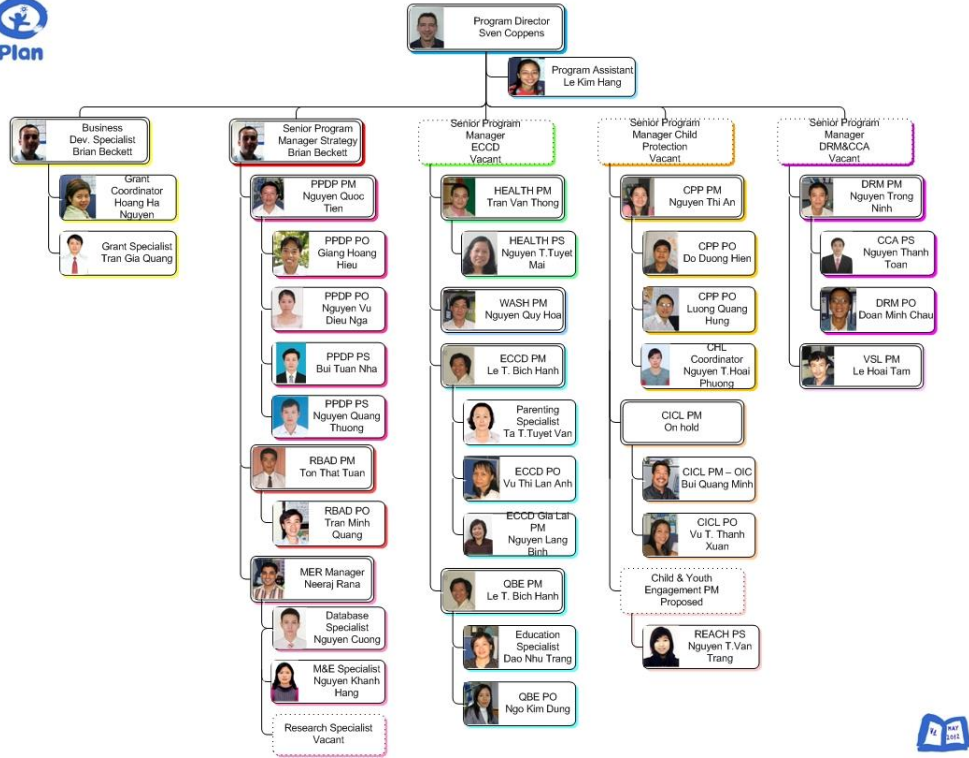 Plan
Program Director
Sven Coppens
Program Assistant
Le Kim Hang
Business
Dev. Specialist
Brian Beckett
Grant
Coordinator
Hoang Ha
Nguyen
Grant Specialist
Tran Gia Quang
Senior Program
Manager Strategy
Brian Beckett
PPDP PM
Nguyen Quoc
Tien
PPDP PO
Giang Hoang
Hieu
PPDP PO
Nguyen Vu
Dieu Nga
PPDP PS
Bui Tuan Nha
PPDP PS
Nguyen Quang
Thuong
RBAD PM
Ton That Tuan
RBAD PO
Tran Minh
Quang
MER Manager
Neeraj Rana
Database
Specialist
Nguyen Cuong
M&E Specialist
Nguyen Khanh
Hang
Research Specialist
Vacant
Senior Program
Manager
ECCD
Vacant
HEALTH PM
Tran Van Thong
HEALTH PS
Nguyen T.Tuyet
Mai
WASH PM
Nguyen Quy Hoa
ECCD PM
Le T. Bich Hanh
Parenting
Specialist
Ta T.Tuyet Van
ECCD PO
Vu Thi Lan Anh
ECCD Gia Lai
PM
Nguyen Lang
Binh
QBE PM
Le T. Bich Hanh
Education
Specialist
Dao Nhu Trang
QBE PO
Ngo Kim Dung
Senior Program
Manager Child
Protection
Vacant
CPP PM
Nguyen Thi An
CPP PO
Do Duong Hien
CPP PO
Luong Quang
Hung
CHL
Coordinator
Nguyen T.Hoai
Phuong
CICL PM
On hold
CICL PM – OIC
Bui Quang Minh
CICL PO
Vu T. Thanh
Xuan
Child & Youth
Engagement PM
Proposed
REACH PS
Nguyen T.Van
Trang
Senior Program
Manager
DRM&CCA
Vacant
DRM PM
Nguyen Trong
Ninh
CCA PS
Nguyen Thanh
Toan
DRM PO
Doan Minh Chau
VSL PM
Le Hoai Tam
MAY